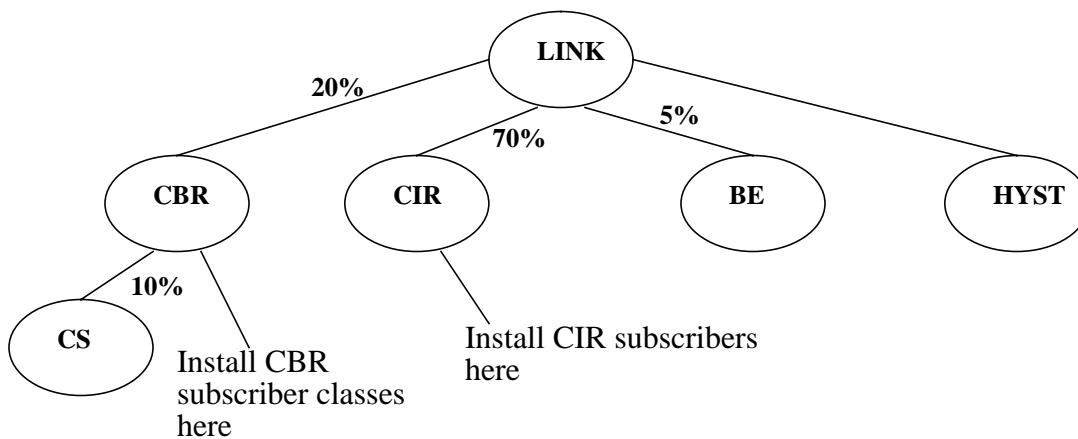 LINK
20%
70%
5%
CBR
CIR
BE
HYST
10%
CS
Install CBR
subscriber classes
here
Install CIR subscribers
here